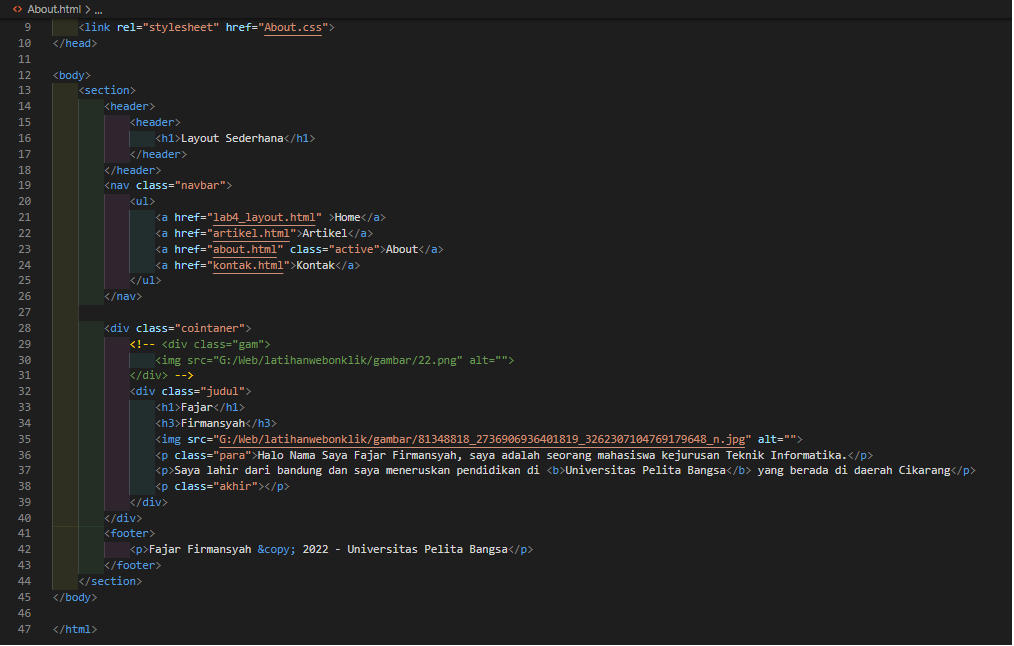 About.html > ...
9 <link rel="stylesheet" href="About.css">
10 </head>
11
12 <body>
13 <section>
14 <header>
15 <header>
16 <h1>Layout Sederhana</h1>
17 </header>
18 </header>
19 <nav class="navbar">
20 <ul>
21 <a href="lab4_layout.html" >Home</a>
22 <a href="artikel.html">Artikel</a>
23 <a href="about.html" class="active">About</a>
24 <a href="kontak.html">Kontak</a>
25 </ul>
26 </nav>
27
28 <div class="cointaner">
29 <!-- <div class="gam">
30 <img src="G:/Web/latihanwebonklik/gambar/22.png" alt="">
31 </div> -->
32 <div class="judul">
33 <h1>Fajar</h1>
34 <h3>Firmansyah</h3>
35 <img src="G:/Web/latihanwebonklik/gambar/81348818_2736906936401819_3262307104769179648_n.jpg" alt="">
36 <p class="para">Halo Nama Saya Fajar Firmansyah, saya adalah seorang mahasiswa kejurusan Teknik Informatika.</p>
37 <p>Saya lahir dari bandung dan saya meneruskan pendidikan di <b>Universitas Pelita Bangsa</b> yang berada di daerah Cikarang</p>
38 <p class="akhir"></p>
39 </div>
40 </div>
41 <footer>
42 <p>Fajar Firmansyah &copy; 2022 - Universitas Pelita Bangsa</p>
43 </footer>
44 </section>
45 </body>
46
47 </html>